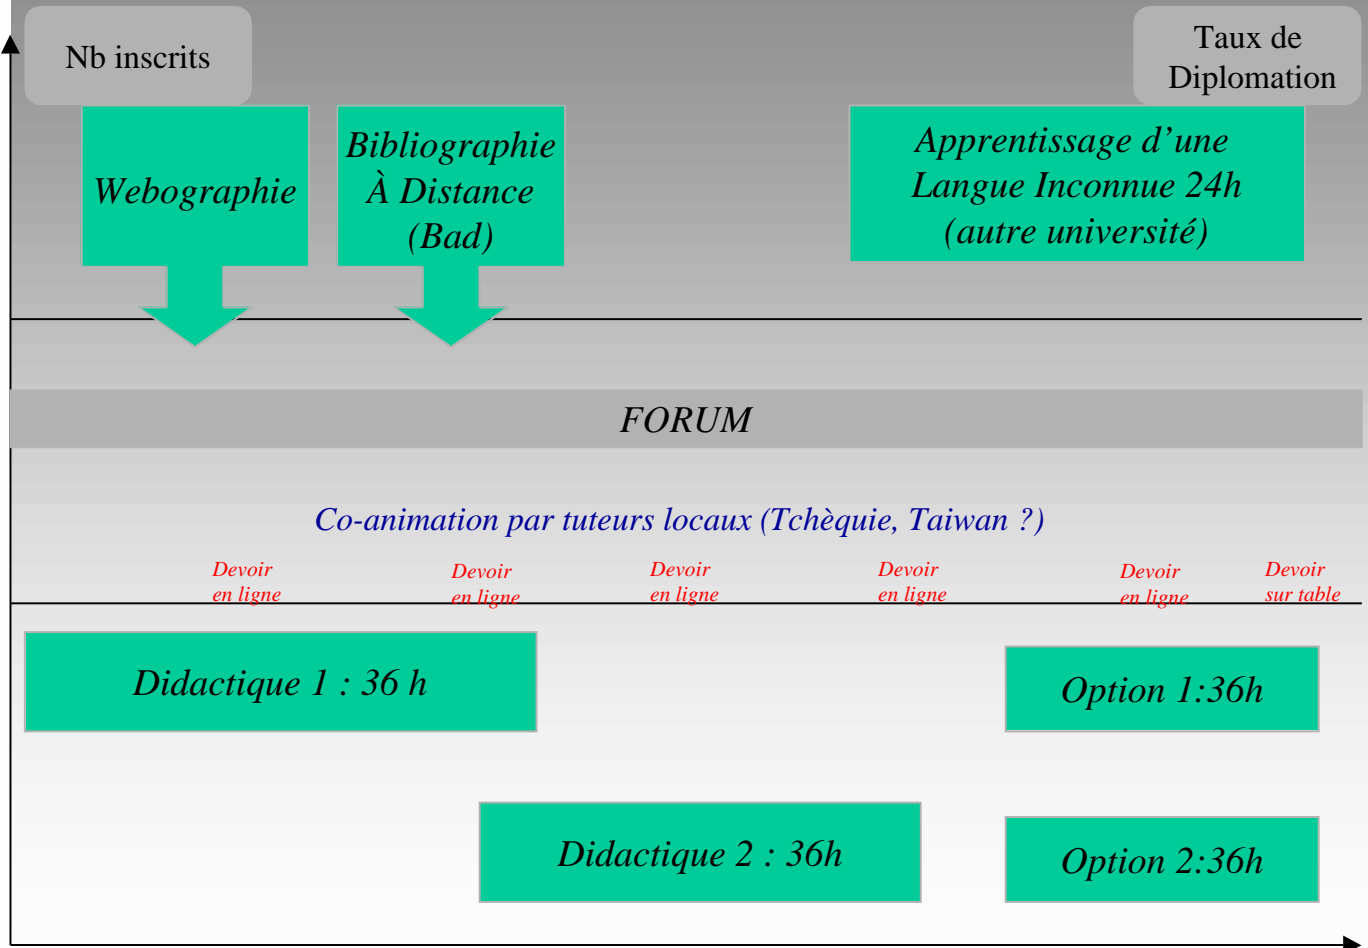 Nb inscrits
Taux de
Diplomation
Webographie
Bibliographie
À Distance
(Bad)
Apprentissage d’une
Langue Inconnue 24h
(autre université)
FORUM
Co-animation par tuteurs locaux (Tchèquie, Taiwan ?)
Devoir
en ligne
Devoir
en ligne
Devoir
en ligne
Devoir
en ligne
Devoir
en ligne
Devoir
sur table
Didactique 1 : 36 h
Option 1:36h
Didactique 2 : 36h
Option 2:36h